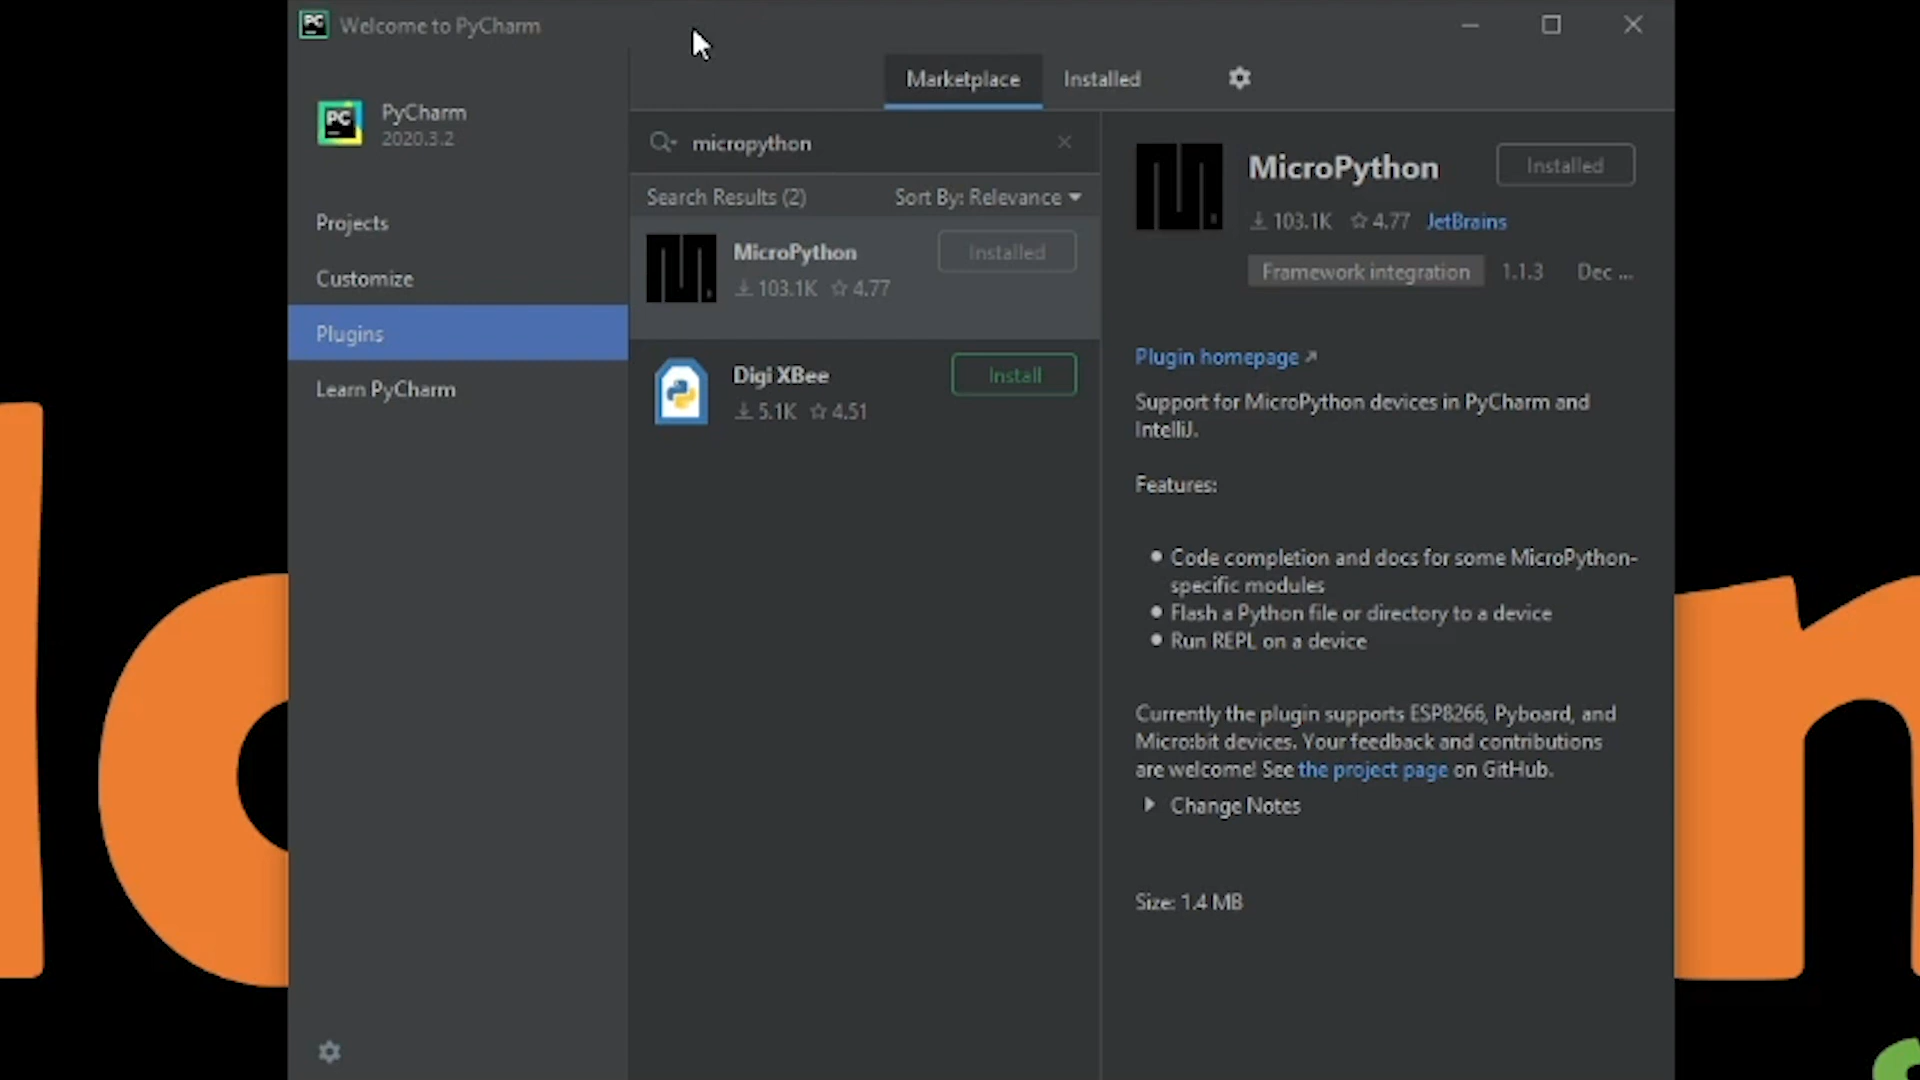 Welcome to PyCharm
PC PyCharm
2020.3.2
Projects
Customize
Plugins
Learn PyCharm
Marketplace Installed
micropython
Search Results (2) Sort By: Relevance
MicroPython Installed
103.1K 4.77
Digi XBee Install
5.1K 4.51
MicroPython Installed
103.1K 4.77 JetBrains
Framework integration 1.1.3 Dec ...
Plugin homepage
Support for MicroPython devices in PyCharm and
IntelliJ.
Features:
• Code completion and docs for some MicroPython-
specific modules
• Flash a Python file or directory to a device
• Run REPL on a device
Currently the plugin supports ESP8266, Pyboard, and
Micro:bit devices. Your feedback and contributions
are welcome! See the project page on GitHub.
Change Notes
Size: 1.4 MB